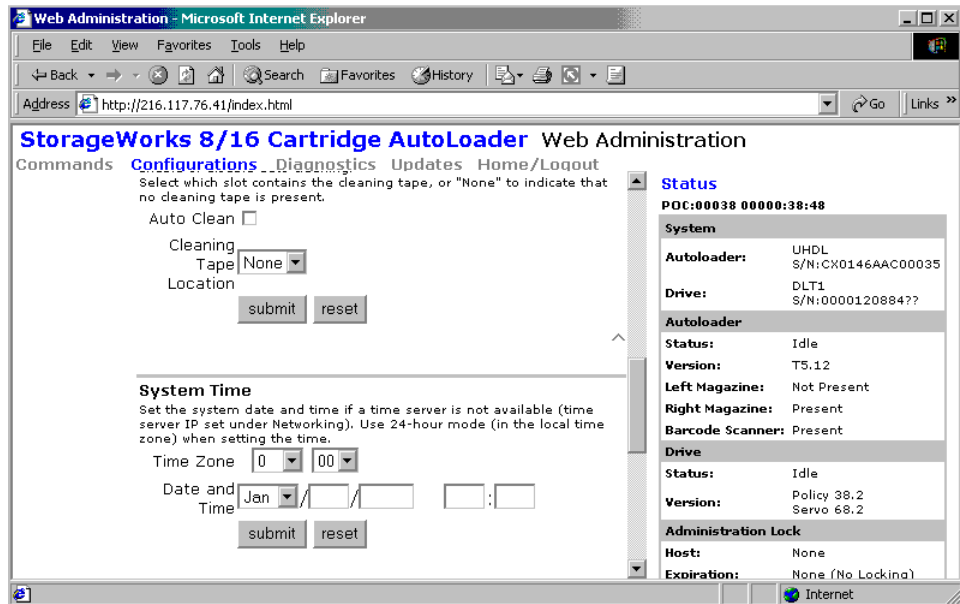 Web Administration - Microsoft Internet Explorer
File Edit View Favorites Tools Help
Back Search Favorites History
Address http://216.117.76.41/index.html Go Links »
StorageWorks 8/16 Cartridge AutoLoader Web Administration
Commands Configurations Diagnostics Updates Home/Logout
Select which slot contains the cleaning tape, or "None" to indicate that
no cleaning tape is present.
Auto Clean
Cleaning
Tape
Location
None
submit reset
System Time
Set the system date and time if a time server is not available (time
server IP set under Networking). Use 24-hour mode (in the local time
zone) when setting the time.
Time Zone 0 00
Date and
Time
Jan / / :
submit reset
Status
POC:00038 00000:38:48
System
Autoloader: UHDL
S/N:CX0146AAC00035
Drive: DLT1
S/N:0000120884??
Autoloader
Status: Idle
Version: T5.12
Left Magazine: Not Present
Right Magazine: Present
Barcode Scanner: Present
Drive
Status: Idle
Version: Policy 38.2
Servo 68.2
Administration Lock
Host: None
Expiration: None (No Locking)
Internet